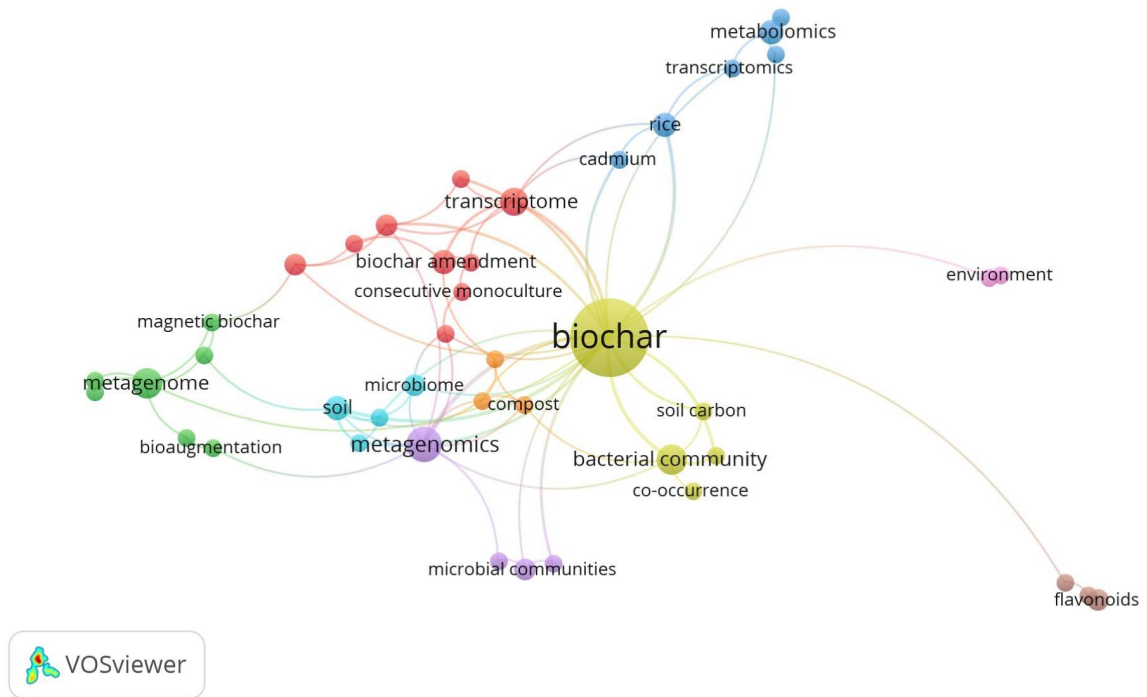 metabolomics
transcriptomics
rice
cadmium
transcriptome
biochar amendment
consecutive monoculture
environment
magnetic biochar
biochar
metagenome
microbiome
soil
compost
soil carbon
bioaugmentation
metagenomics
bacterial community
co-occurrence
microbial communities
flavonoids
VOSviewer